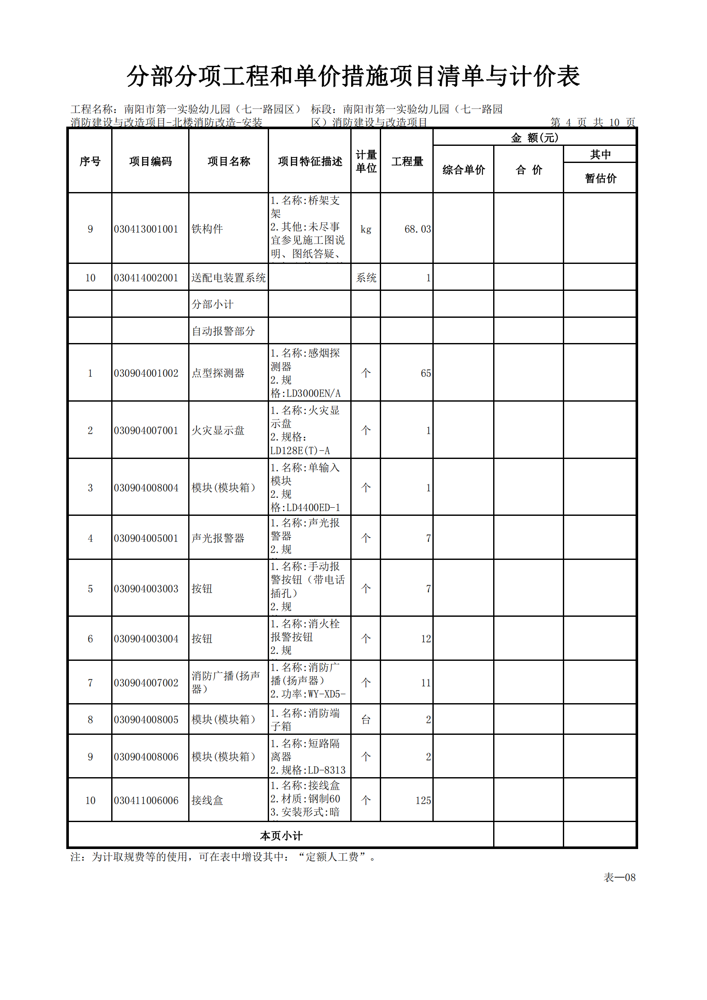 分部分项工程和单价措施项目清单与计价表
工程名称：南阳市第一实验幼儿园（七一路园区） 标段：南阳市第一实验幼儿园（七一路园
消防建设与改造项目-北楼消防改造-安装 区）消防建设与改造项目 第 4 页 共 10 页
序号 项目编码 项目名称 项目特征描述 计量单位 工程量 金 额(元)
综合单价 合 价 其中
暂估价
9 030413001001 铁构件 1.名称:桥架支
架
2.其他:未尽事
宜参见施工图说
明、图纸答疑、
kg 68.03
10 030414002001 送配电装置系统 系统 1
分部小计
自动报警部分
1 030904001002 点型探测器 1.名称:感烟探
测器
2.规
格:LD3000EN/A
个 65
2 030904007001 火灾显示盘 1.名称:火灾显
示盘
2.规格:
LD128E(T)-A
个 1
3 030904008004 模块(模块箱) 1.名称:单输入
模块
2.规
格:LD4400ED-1
个 1
4 030904005001 声光报警器 1.名称:声光报
警器
2.规
个 7
5 030904003003 按钮 1.名称:手动报
警按钮（带电话
插孔）
2.规
个 7
6 030904003004 按钮 1.名称:消火栓
报警按钮
2.规
个 12
7 030904007002 消防广播(扬声
器)
1.名称:消防广
播(扬声器)
2.功率:WY-XD5-
个 11
8 030904008005 模块(模块箱) 1.名称:消防端
子箱
台 2
9 030904008006 模块(模块箱) 1.名称:短路隔
离器
2.规格:LD-8313
个 2
10 030411006006 接线盒 1.名称:接线盒
2.材质:钢制60
3.安装形式:暗
个 125
本页小计
注：为计取规费等的使用，可在表中增设其中：“定额人工费”。
表—08